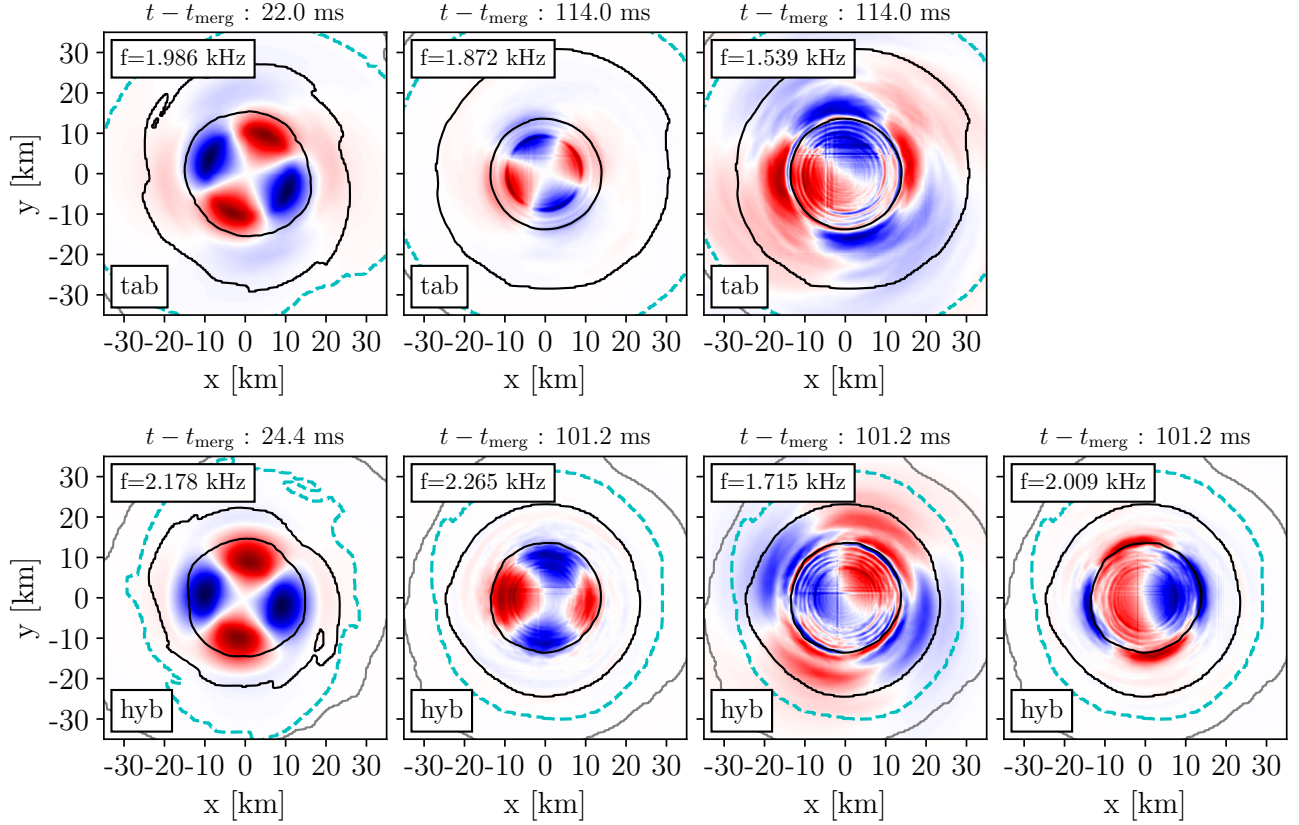 t − t_merg : 22.0 ms
t − t_merg : 114.0 ms
t − t_merg : 114.0 ms
f=1.986 kHz
f=1.872 kHz
f=1.539 kHz
30
20
10
0
-10
-20
-30
y [km]
tab
tab
tab
-30-20-10 0 10 20 30
-30-20-10 0 10 20 30
-30-20-10 0 10 20 30
x [km]
x [km]
x [km]
t − t_merg : 24.4 ms
t − t_merg : 101.2 ms
t − t_merg : 101.2 ms
t − t_merg : 101.2 ms
f=2.178 kHz
f=2.265 kHz
f=1.715 kHz
f=2.009 kHz
30
20
10
0
-10
-20
-30
y [km]
hyb
hyb
hyb
hyb
-30-20-10 0 10 20 30
-30-20-10 0 10 20 30
-30-20-10 0 10 20 30
-30-20-10 0 10 20 30
x [km]
x [km]
x [km]
x [km]